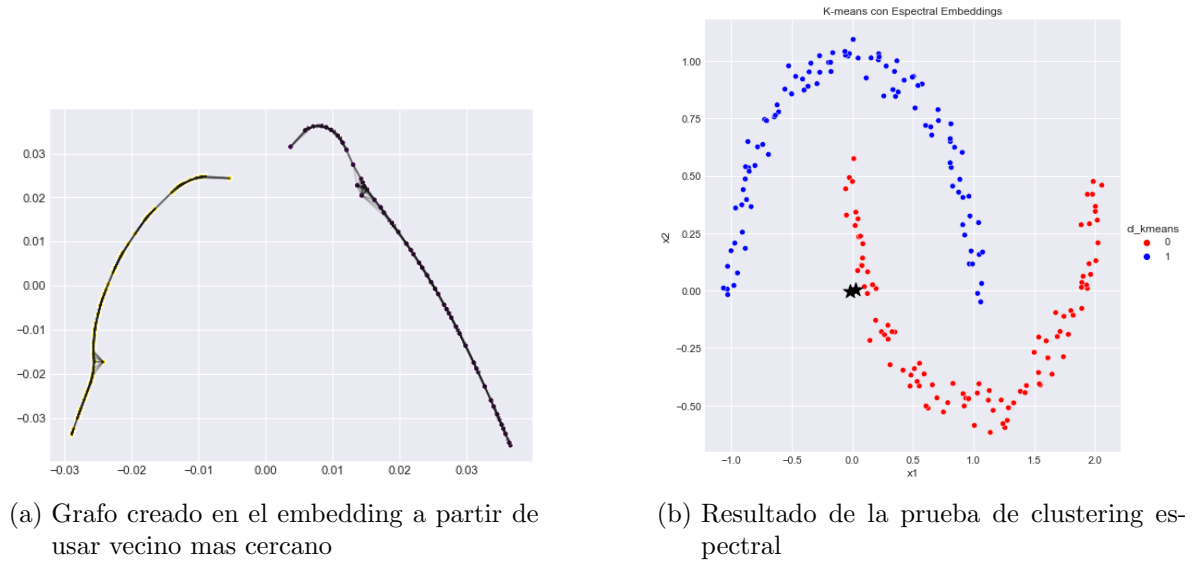 K-means con Espectral Embeddings
0.03
0.02
0.01
0.00
−0.01
−0.02
−0.03
−0.03 −0.02 −0.01 0.00 0.01 0.02 0.03
1.00
0.75
0.50
0.25
0.00
−0.25
−0.50
x2
−1.0 −0.5 0.0 0.5 1.0 1.5 2.0
x1
cl_kmeans
0
1
(a) Grafo creado en el embedding a partir de
usar vecino mas cercano
(b) Resultado de la prueba de clustering es-
pectral